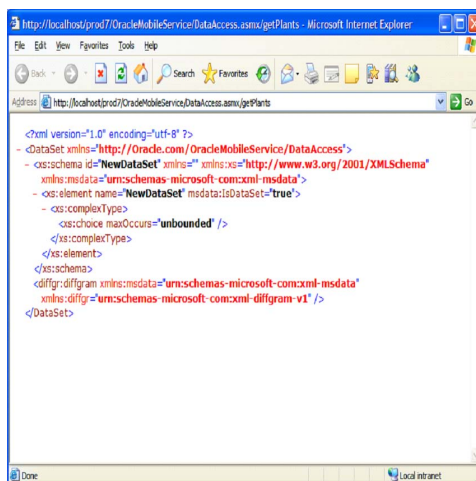 http://localhost/prod7/OracleMobileService/DataAccess.asmx/getPlants - Microsoft Internet Explorer
File Edit View Favorites Tools Help
Back Search Favorites
Address http://localhost/prod7/OracleMobileService/DataAccess.asmx/getPlants Go
<?xml version="1.0" encoding="utf-8" ?>
- <DataSet xmlns="http://Oracle.com/OracleMobileService/DataAccess">
- <xs:schema id="NewDataSet" xmlns="" xmlns:xs="http://www.w3.org/2001/XMLSchema"
xmlns:msdata="urn:schemas-microsoft-com:xml-msdata">
- <xs:element name="NewDataSet" msdata:IsDataSet="true">
- <xs:complexType>
<xs:choice maxOccurs="unbounded" />
</xs:complexType>
</xs:element>
</xs:schema>
<diffgr:diffgram xmlns:msdata="urn:schemas-microsoft-com:xml-msdata"
xmlns:diffgr="urn:schemas-microsoft-com:xml-diffgram-v1" />
</DataSet>
Done Local intranet